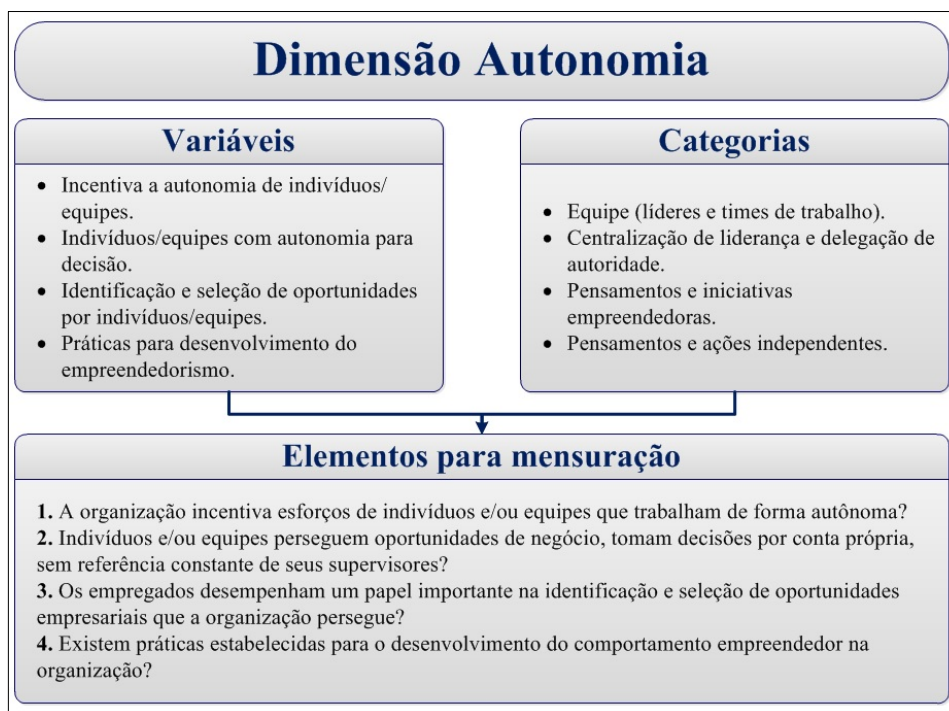 Dimensão Autonomia
Variáveis
• Incentiva a autonomia de indivíduos/
equipes.
• Indivíduos/equipes com autonomia para
decisão.
• Identificação e seleção de oportunidades
por indivíduos/equipes.
• Práticas para desenvolvimento do
empreendedorismo.
Categorias
• Equipe (líderes e times de trabalho).
• Centralização de liderança e delegação de
autoridade.
• Pensamentos e iniciativas
empreendedoras.
• Pensamentos e ações independentes.
Elementos para mensuração
1. A organização incentiva esforços de indivíduos e/ou equipes que trabalham de forma autônoma?
2. Indivíduos e/ou equipes perseguem oportunidades de negócio, tomam decisões por conta própria,
sem referência constante de seus supervisores?
3. Os empregados desempenham um papel importante na identificação e seleção de oportunidades
empresariais que a organização persegue?
4. Existem práticas estabelecidas para o desenvolvimento do comportamento empreendedor na
organização?